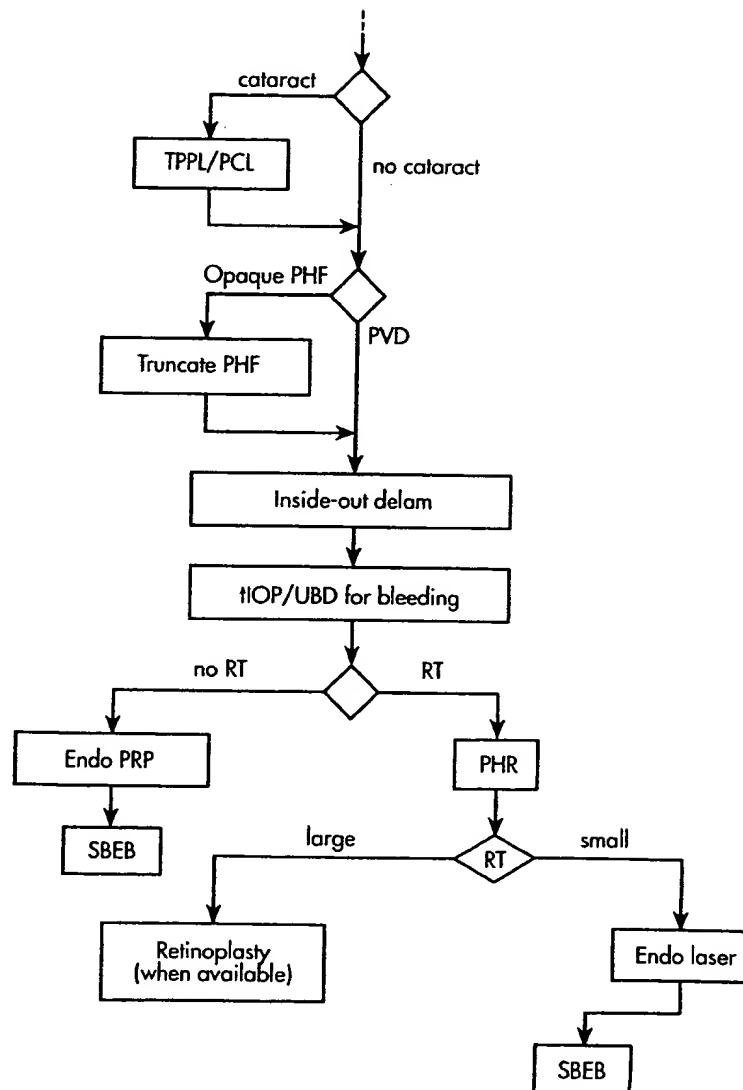 cataract
TPPL/PCL
no cataract
Opaque PHF
PVD
Truncate PHF
Inside-out delam
tIOP/UBD for bleeding
no RT
RT
Endo PRP
PHR
SBEB
large
RT
small
Retinoplasty
(when available)
Endo laser
SBEB